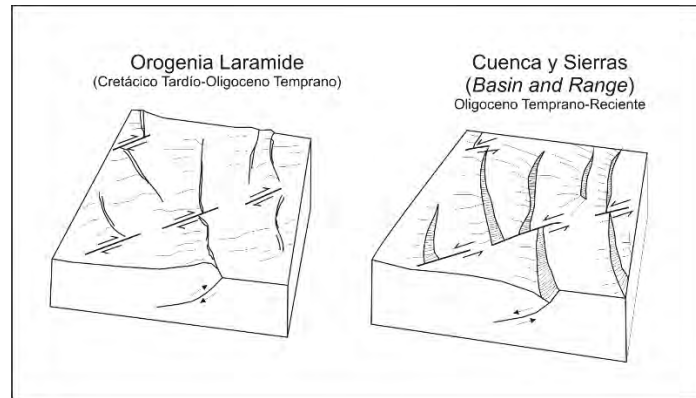 Orogenia Laramide
(Cretácico Tardío-Oligoceno Temprano)
Cuenca y Sierras
(Basin and Range)
Oligoceno Temprano-Reciente